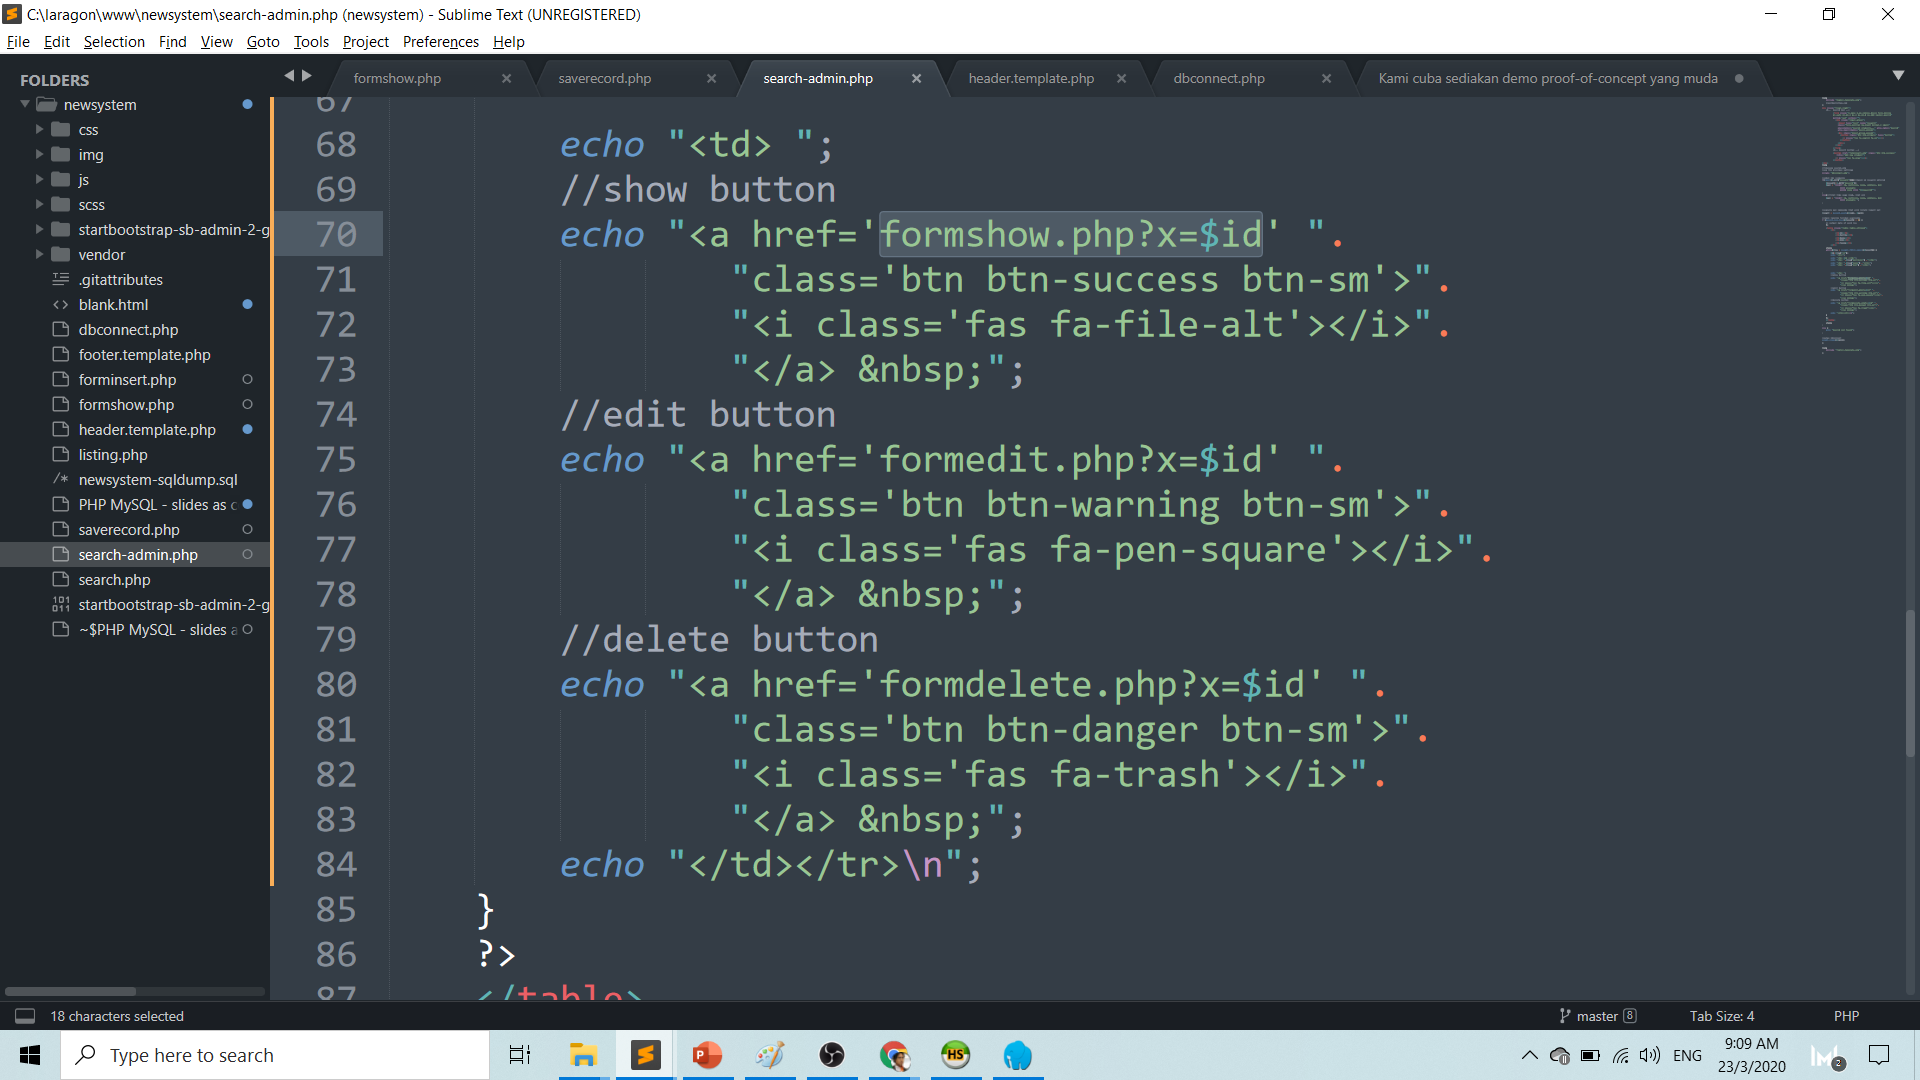 C:\laragon\www\newsystem\search-admin.php (newsystem) - Sublime Text (UNREGISTERED)
File Edit Selection Find View Goto Tools Project Preferences Help
FOLDERS
newsystem
css
img
js
scss
startbootstrap-sb-admin-2-g
vendor
.gitattributes
blank.html
dbconnect.php
footer.template.php
forminsert.php
formshow.php
header.template.php
listing.php
newsystem-sqldump.sql
PHP MySQL - slides as c
saverecord.php
search-admin.php
search.php
startbootstrap-sb-admin-2-g
~$PHP MySQL - slides a
formshow.php saverecord.php search-admin.php header.template.php dbconnect.php Kami cuba sediakan demo proof-of-concept yang muda
67
68 echo "<td> ";
69 //show button
70 echo "<a href='formshow.php?x=$id' ".
71 "class='btn btn-success btn-sm'>".
72 "<i class='fas fa-file-alt'></i>".
73 "</a> &nbsp;";
74 //edit button
75 echo "<a href='formedit.php?x=$id' ".
76 "class='btn btn-warning btn-sm'>".
77 "<i class='fas fa-pen-square'></i>".
78 "</a> &nbsp;";
79 //delete button
80 echo "<a href='formdelete.php?x=$id' ".
81 "class='btn btn-danger btn-sm'>".
82 "<i class='fas fa-trash'></i>".
83 "</a> &nbsp;";
84 echo "</td></tr>\n";
85 }
86 ?>
87 </table>
18 characters selected master 8 Tab Size: 4 PHP
Type here to search
ENG
9:09 AM
23/3/2020
2